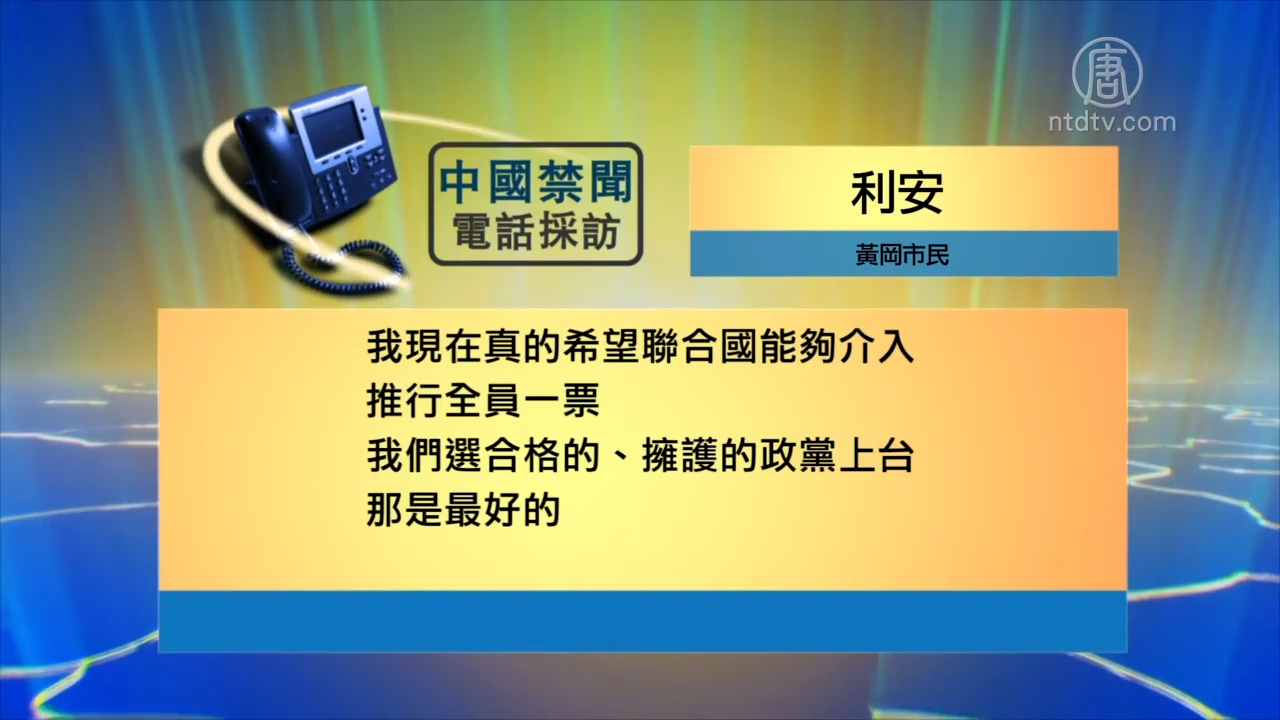 唐
ntdtv.com
中國禁聞
電話採訪
利安
黃岡市民
我現在真的希望聯合國能夠介入
推行全員一票
我們選合格的、擁護的政黨上台
那是最好的